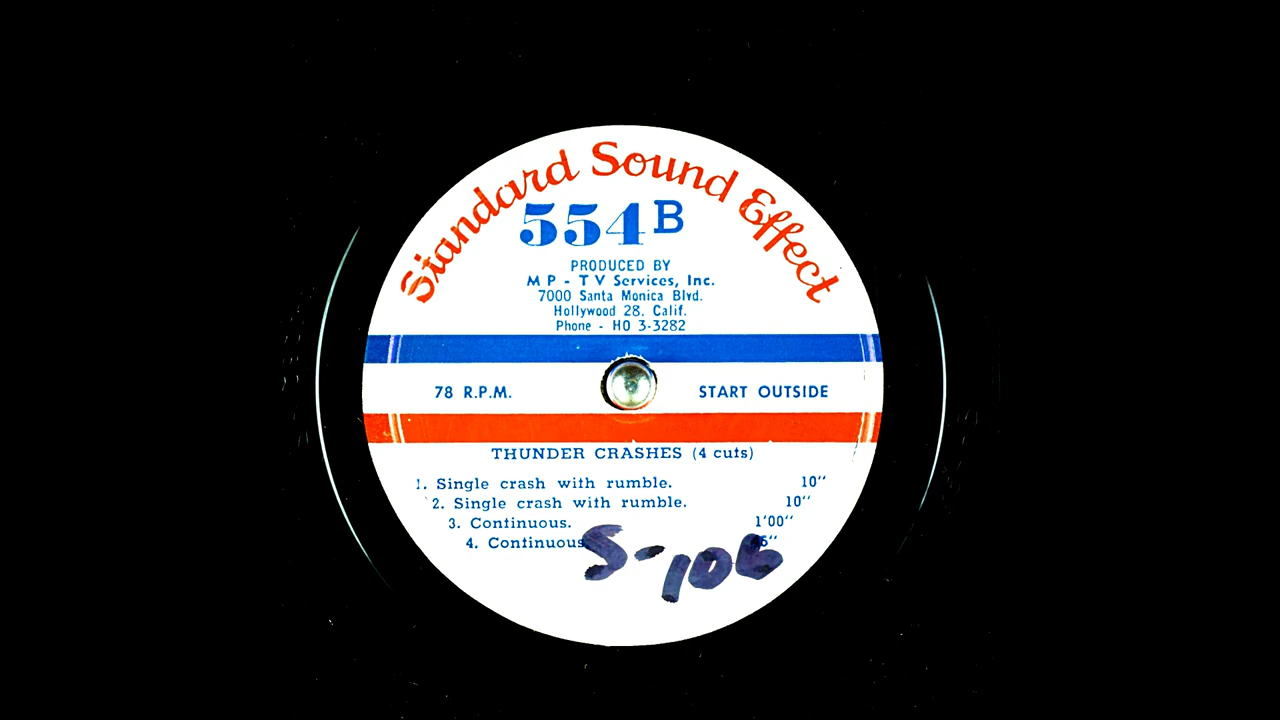 Standard Sound Effect
554B
PRODUCED BY
M P - T V Services, Inc.
7000 Santa Monica Blvd.
Hollywood 28, Calif.
Phone - HO 3-3282
78 R.P.M. START OUTSIDE
THUNDER CRASHES (4 cuts)
1. Single crash with rumble. 10"
2. Single crash with rumble. 10"
3. Continuous. 1'00"
4. Continuous
S-10B